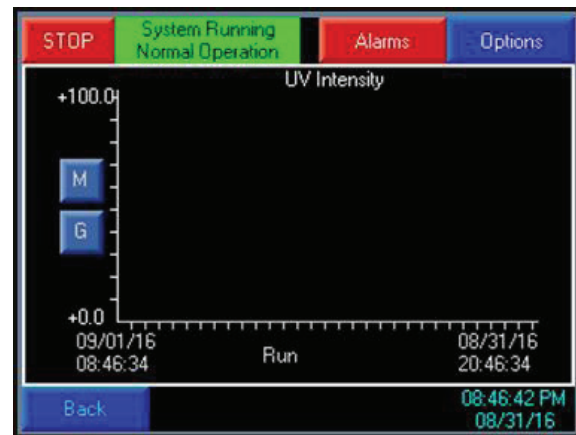 STOP
System Running
Normal Operation
Alarms
Options
UV Intensity
+100.0
M
G
+0.0
09/01/16
08:46:34
Run
08/31/16
20:46:34
Back
08:46:42 PM
08/31/16